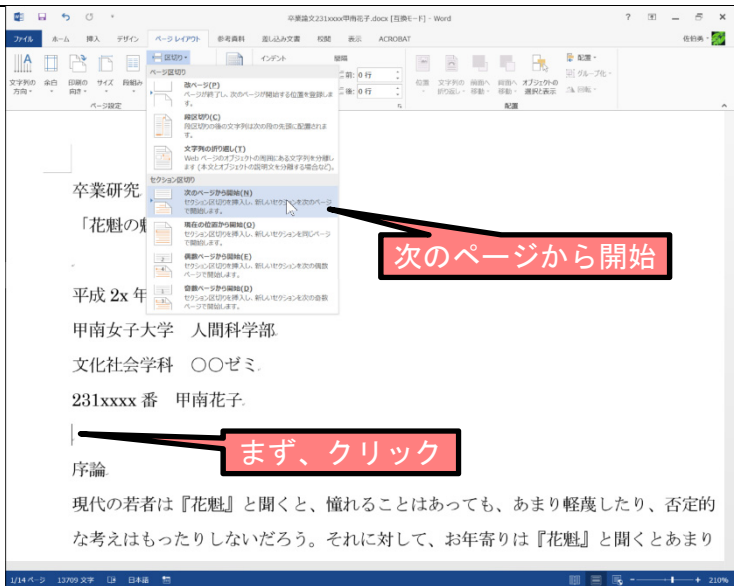 卒業論文231xxxx甲南花子.docx [互換モード] - Word
ファイル ホーム 挿入 デザイン ページ レイアウト 参考資料 差し込み文書 校閲 表示 ACROBAT
文字列の方向 余白 印刷の向き サイズ 段組み
区切り
インデント 間隔
前: 0 行
後: 0 行
位置 文字列の折り返し 前面へ移動 背面へ移動 オブジェクトの選択と表示
配置
グループ化
回転
ページ設定
配置
ページ区切り
改ページ(P)
ページが終了し、次のページが開始する位置を登録します。
段区切り(C)
段区切りの後の文字列は次の段の先頭に配置されます。
文字列の折り返し(T)
Web ページのオブジェクトの周囲にある文字列を分離します (本文とオブジェクトの説明文を分離する場合など)。
セクション区切り
次のページから開始(N)
セクション区切りを挿入し、新しいセクションを次のページで開始します。
現在の位置から開始(O)
セクション区切りを挿入し、新しいセクションを同じページで開始します。
偶数ページから開始(E)
セクション区切りを挿入し、新しいセクションを次の偶数ページで開始します。
奇数ページから開始(D)
セクション区切りを挿入し、新しいセクションを次の奇数ページで開始します。
次のページから開始
卒業研究
「花魁の
平成 2x 年
甲南女子大学　人間科学部
文化社会学科　〇〇ゼミ
231xxxx 番　甲南花子
まず、クリック
序論
現代の若者は『花魁』と聞くと、憧れることはあっても、あまり軽蔑したり、否定的
な考えはもったりしないだろう。それに対して、お年寄りは『花魁』と聞くとあまり
1/14 ページ 13709 文字 日本語 210%